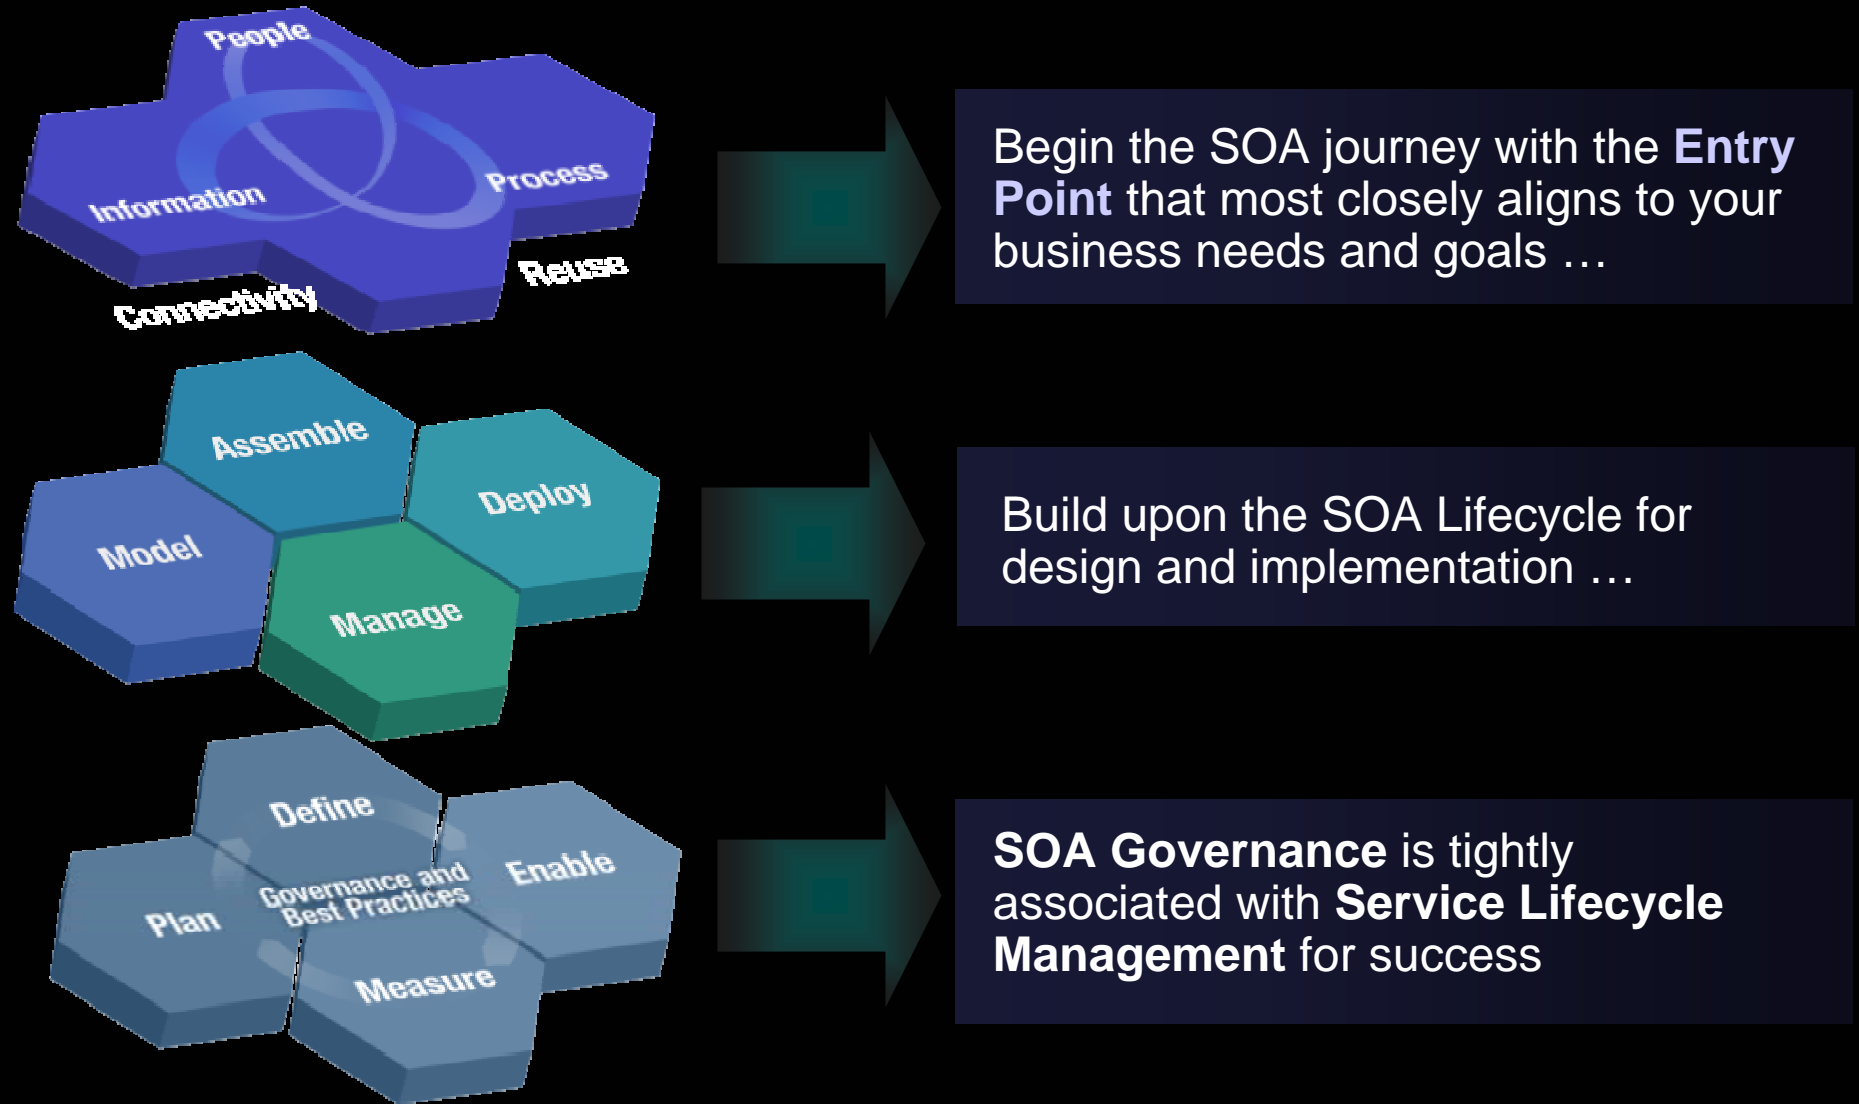 People
Information
Process
Connectivity
Reuse
Begin the SOA journey with the Entry
Point that most closely aligns to your
business needs and goals …
Assemble
Deploy
Model
Manage
Build upon the SOA Lifecycle for
design and implementation …
Define
Enable
Governance and
Best Practices
Plan
Measure
SOA Governance is tightly
associated with Service Lifecycle
Management for success